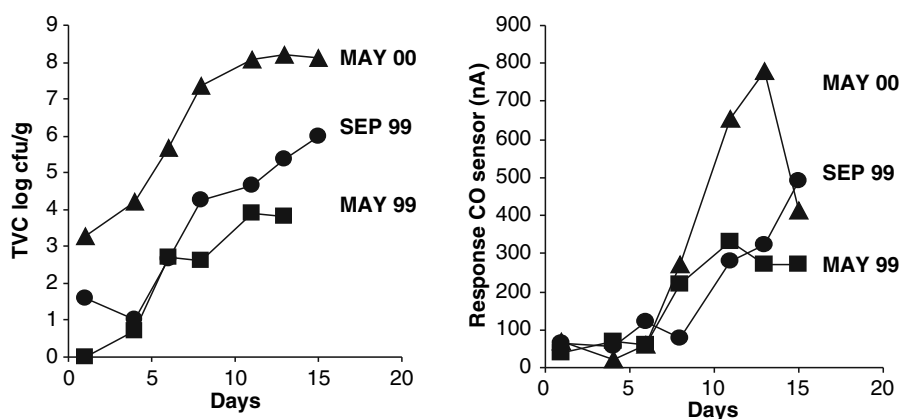 9
8
7
6
5
4
3
2
1
0
TVC log cfu/g
MAY 00
SEP 99
MAY 99
0 5 10 15 20
Days
900
800
700
600
500
400
300
200
100
0
Response CO sensor (nA)
MAY 00
SEP 99
MAY 99
0 5 10 15 20
Days